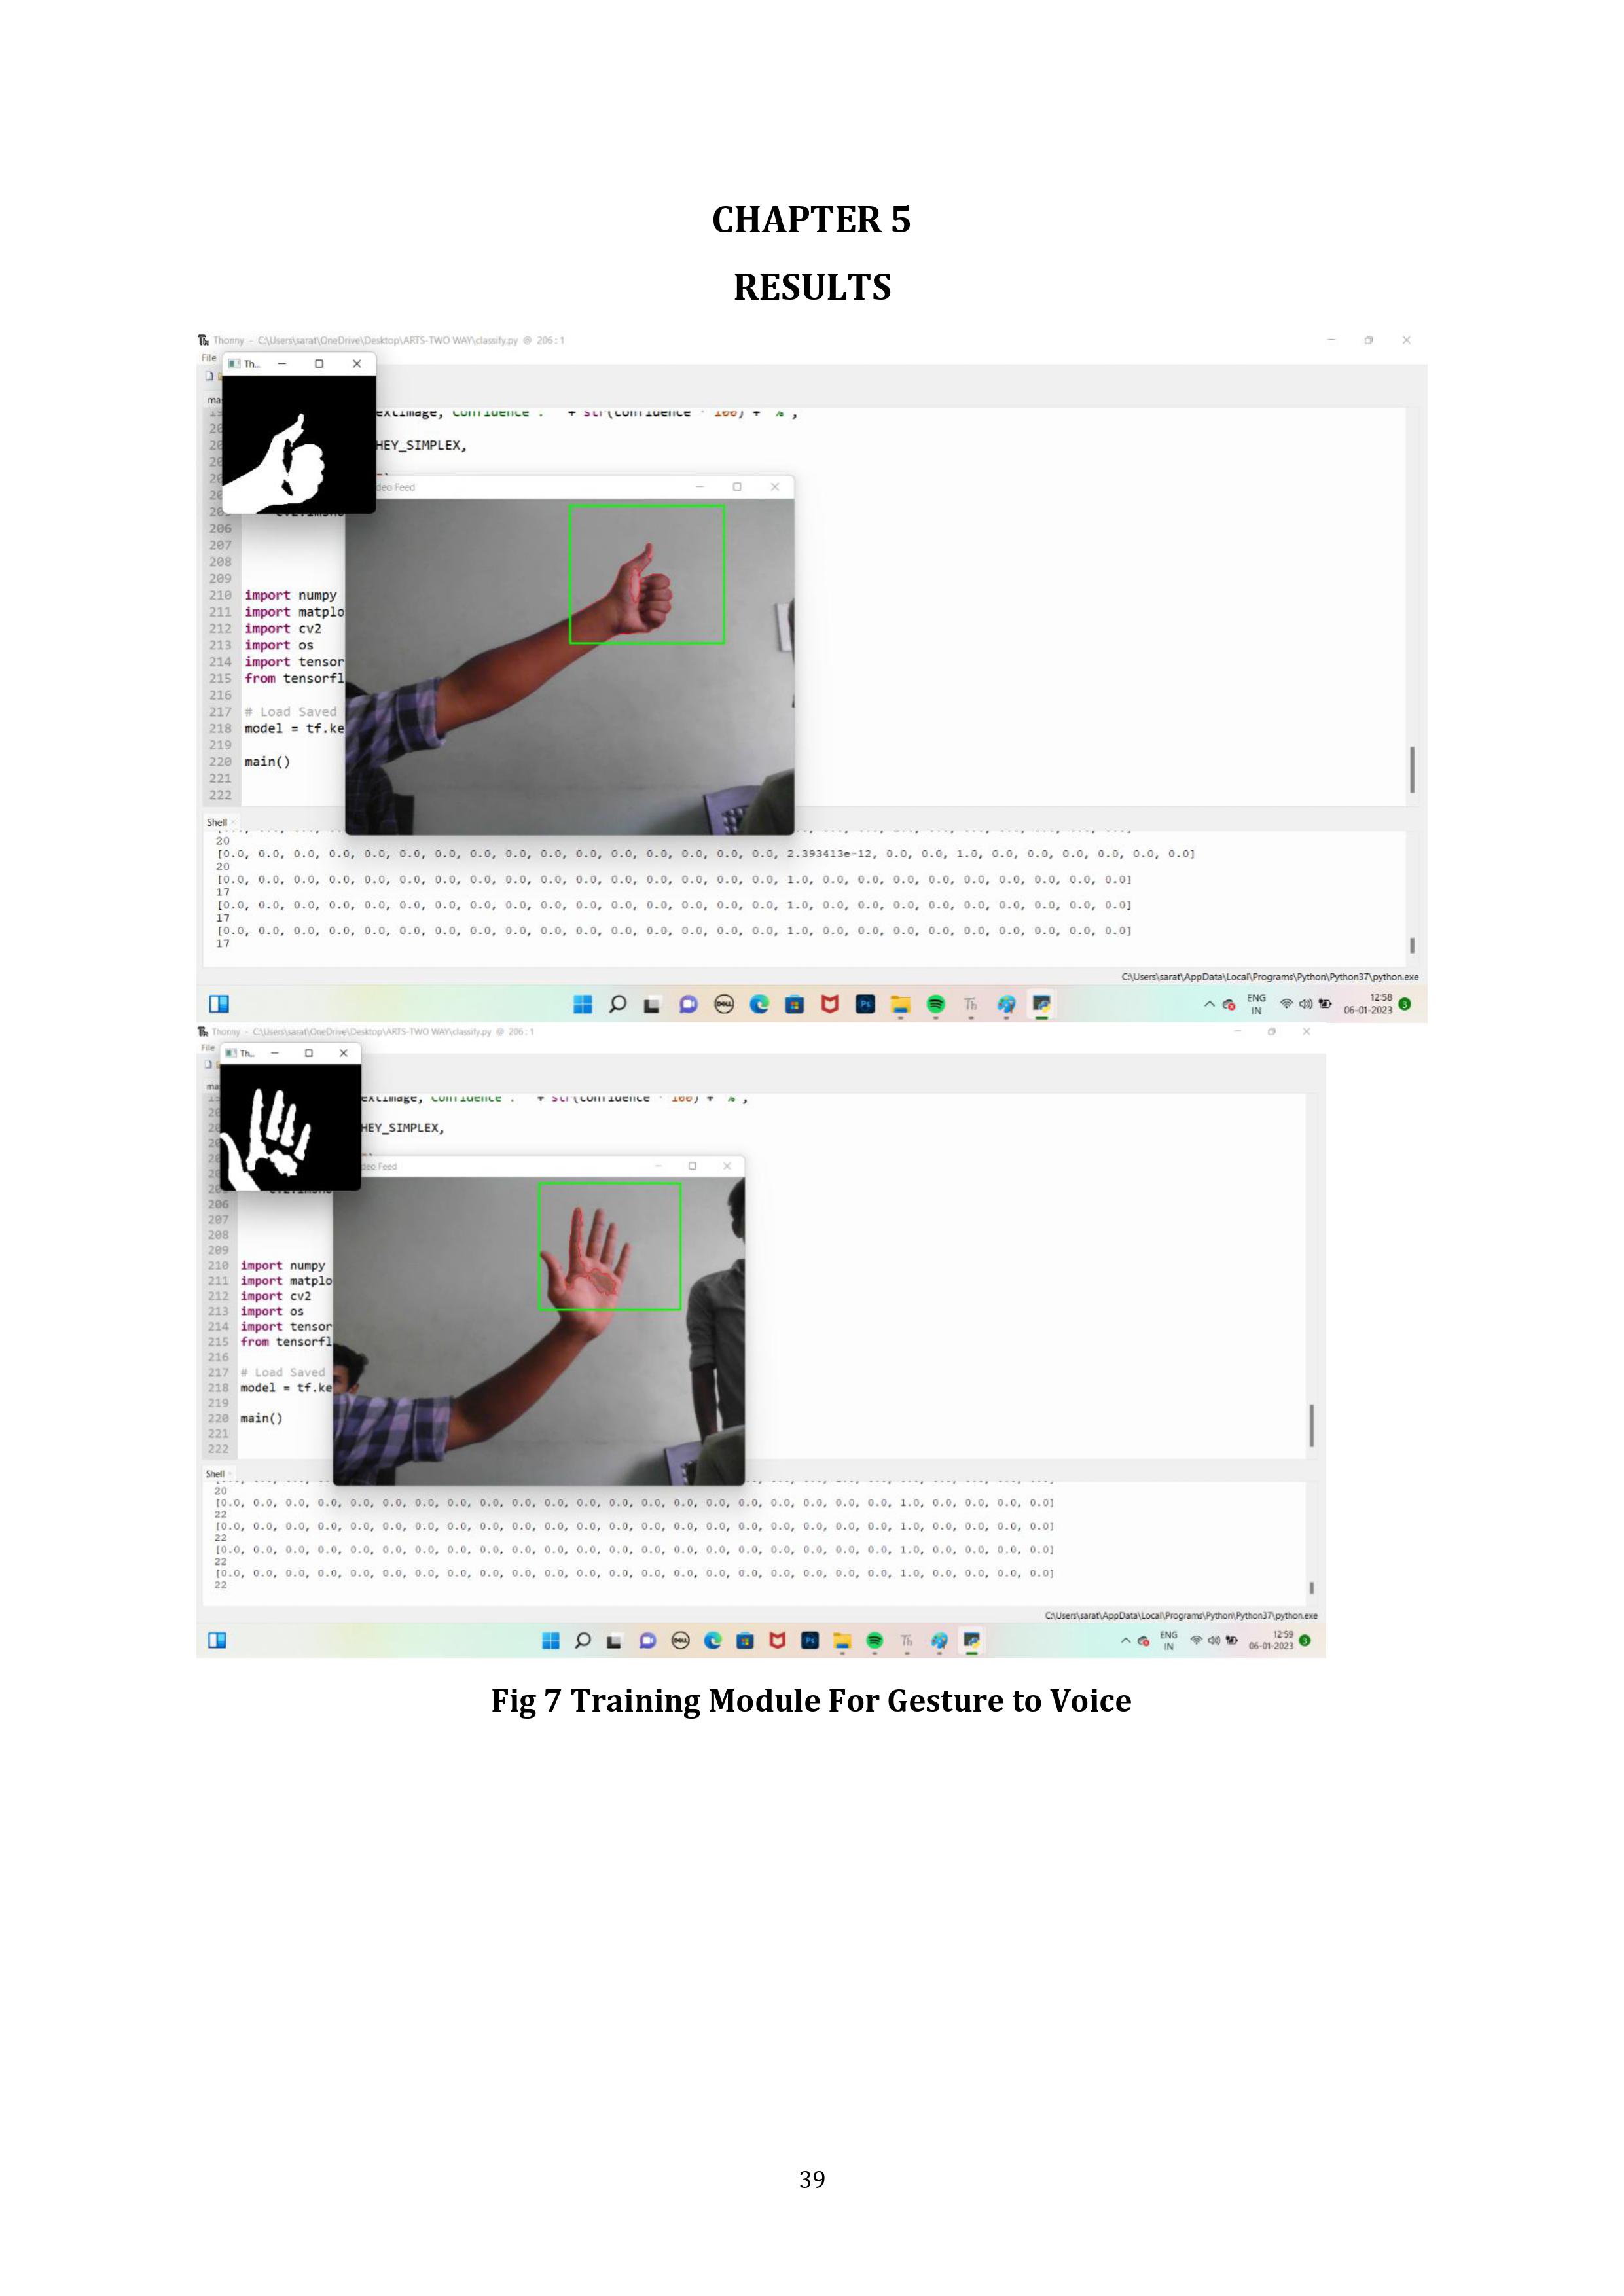 CHAPTER 5
RESULTS
Thonny - C:\Users\sarat\OneDrive\Desktop\ARTS-TWO WAY\classify.py @ 206 : 1
File
Th...
HEY_SIMPLEX,
deo Feed
206
207
208
209
210 import numpy
211 import matplo
212 import cv2
213 import os
214 import tensor
215 from tensorfl
216
217 # Load Saved
218 model = tf.ke
219
220 main()
221
222
Shell
20
[0.0, 0.0, 0.0, 0.0, 0.0, 0.0, 0.0, 0.0, 0.0, 0.0, 0.0, 0.0, 0.0, 0.0, 0.0, 0.0, 2.393413e-12, 0.0, 0.0, 1.0, 0.0, 0.0, 0.0, 0.0, 0.0, 0.0]
20
[0.0, 0.0, 0.0, 0.0, 0.0, 0.0, 0.0, 0.0, 0.0, 0.0, 0.0, 0.0, 0.0, 0.0, 0.0, 0.0, 1.0, 0.0, 0.0, 0.0, 0.0, 0.0, 0.0, 0.0, 0.0, 0.0]
17
[0.0, 0.0, 0.0, 0.0, 0.0, 0.0, 0.0, 0.0, 0.0, 0.0, 0.0, 0.0, 0.0, 0.0, 0.0, 0.0, 1.0, 0.0, 0.0, 0.0, 0.0, 0.0, 0.0, 0.0, 0.0, 0.0]
17
[0.0, 0.0, 0.0, 0.0, 0.0, 0.0, 0.0, 0.0, 0.0, 0.0, 0.0, 0.0, 0.0, 0.0, 0.0, 0.0, 1.0, 0.0, 0.0, 0.0, 0.0, 0.0, 0.0, 0.0, 0.0, 0.0]
17
C:\Users\sarat\AppData\Local\Programs\Python\Python37\python.exe
ENG
IN
12:58
06-01-2023
3
Thonny - C:\Users\sarat\OneDrive\Desktop\ARTS-TWO WAY\classify.py @ 206 : 1
File
Th...
HEY_SIMPLEX,
deo Feed
206
207
208
209
210 import numpy
211 import matplo
212 import cv2
213 import os
214 import tensor
215 from tensorfl
216
217 # Load Saved
218 model = tf.ke
219
220 main()
221
222
Shell
20
[0.0, 0.0, 0.0, 0.0, 0.0, 0.0, 0.0, 0.0, 0.0, 0.0, 0.0, 0.0, 0.0, 0.0, 0.0, 0.0, 0.0, 0.0, 0.0, 0.0, 0.0, 1.0, 0.0, 0.0, 0.0, 0.0]
22
[0.0, 0.0, 0.0, 0.0, 0.0, 0.0, 0.0, 0.0, 0.0, 0.0, 0.0, 0.0, 0.0, 0.0, 0.0, 0.0, 0.0, 0.0, 0.0, 0.0, 0.0, 1.0, 0.0, 0.0, 0.0, 0.0]
22
[0.0, 0.0, 0.0, 0.0, 0.0, 0.0, 0.0, 0.0, 0.0, 0.0, 0.0, 0.0, 0.0, 0.0, 0.0, 0.0, 0.0, 0.0, 0.0, 0.0, 0.0, 1.0, 0.0, 0.0, 0.0, 0.0]
22
[0.0, 0.0, 0.0, 0.0, 0.0, 0.0, 0.0, 0.0, 0.0, 0.0, 0.0, 0.0, 0.0, 0.0, 0.0, 0.0, 0.0, 0.0, 0.0, 0.0, 0.0, 1.0, 0.0, 0.0, 0.0, 0.0]
22
C:\Users\sarat\AppData\Local\Programs\Python\Python37\python.exe
ENG
IN
12:59
06-01-2023
3
Fig 7 Training Module For Gesture to Voice
39